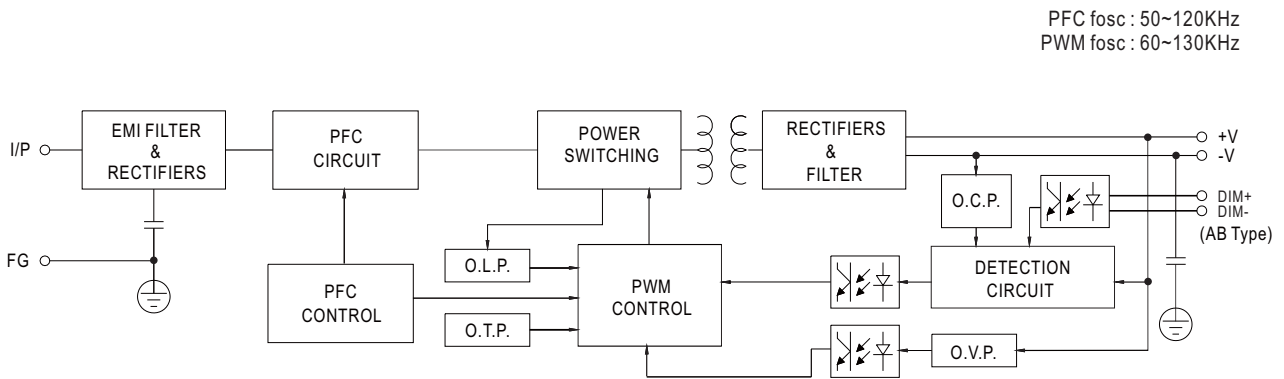 PFC fosc : 50~120KHz
PWM fosc : 60~130KHz
I/P
EMI FILTER
&
RECTIFIERS
PFC
CIRCUIT
POWER
SWITCHING
RECTIFIERS
&
FILTER
+V
-V
DIM+
DIM-
(AB Type)
O.C.P.
FG
O.L.P.
PFC
CONTROL
O.T.P.
PWM
CONTROL
DETECTION
CIRCUIT
O.V.P.